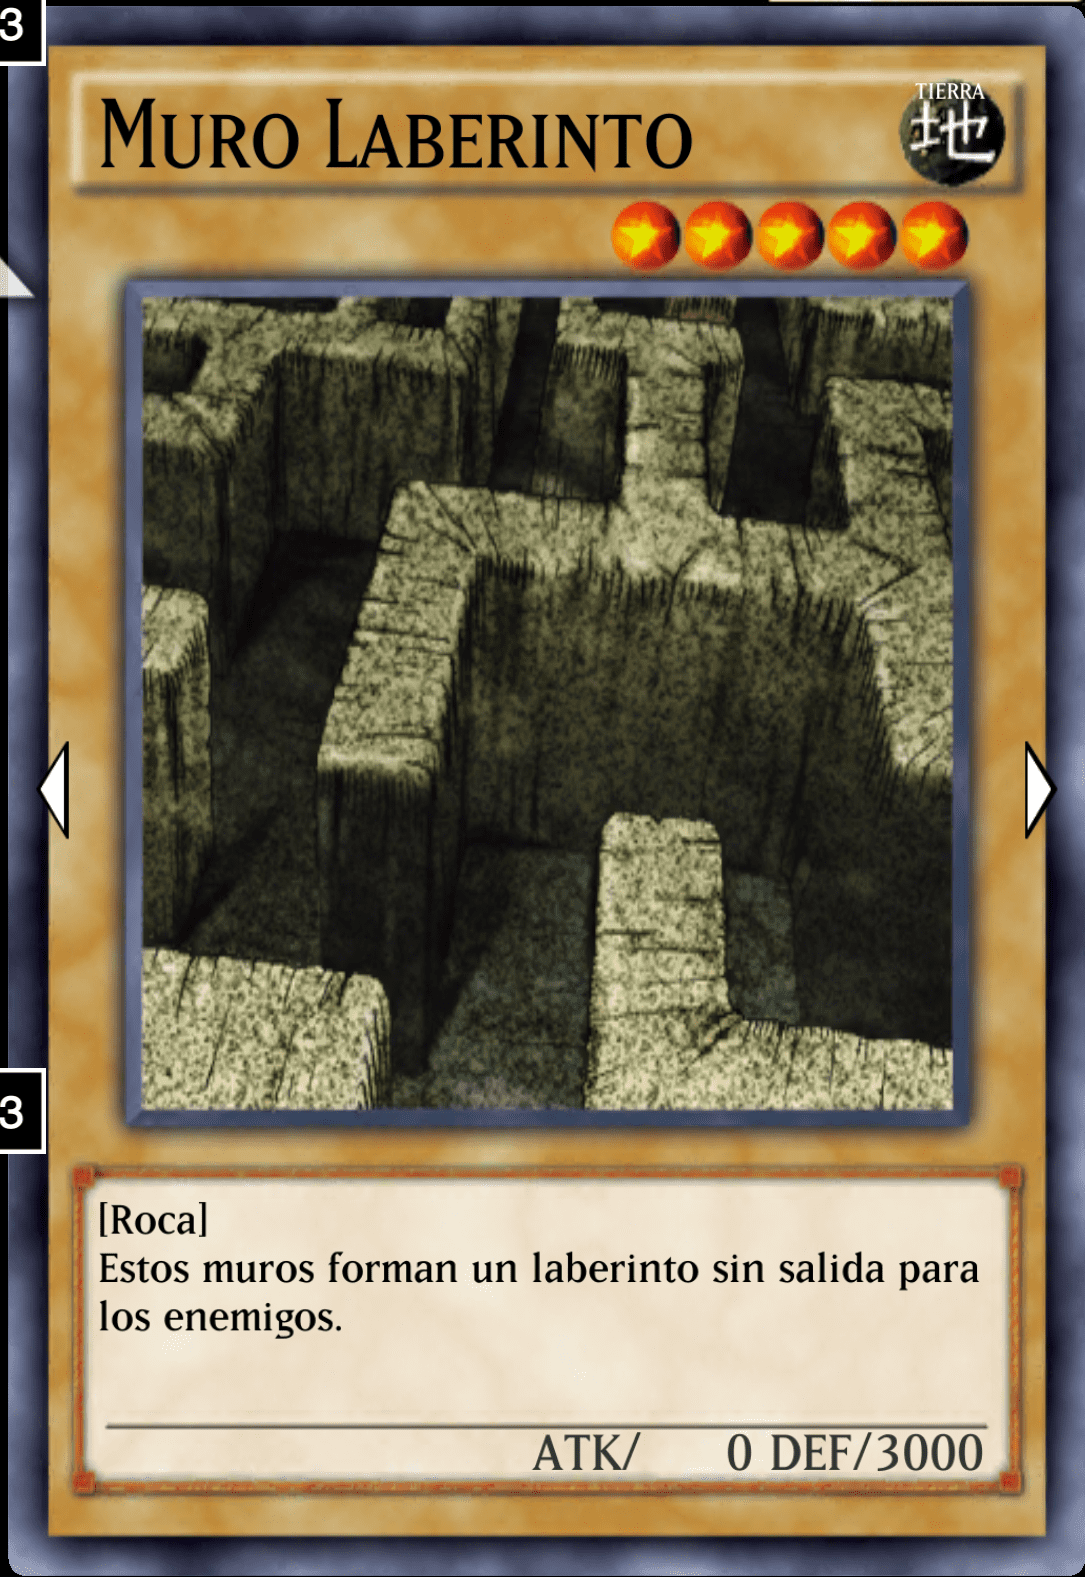 3
MURO LABERINTO
TIERRA
地
3
[Roca]
Estos muros forman un laberinto sin salida para
los enemigos.
ATK/ 0 DEF/3000